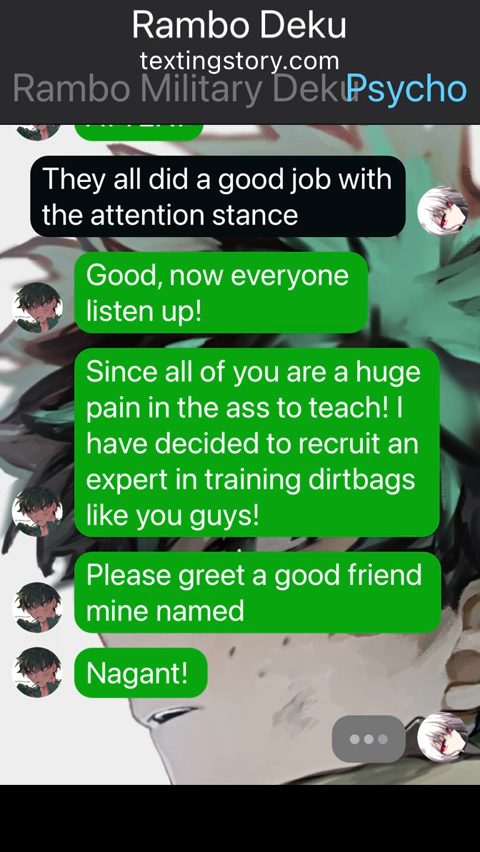 Rambo Deku
textingstory.com
Rambo Military Deku
Psycho
They all did a good job with
the attention stance
Good, now everyone
listen up!
Since all of you are a huge
pain in the ass to teach! I
have decided to recruit an
expert in training dirtbags
like you guys!
Please greet a good friend
mine named
Nagant!